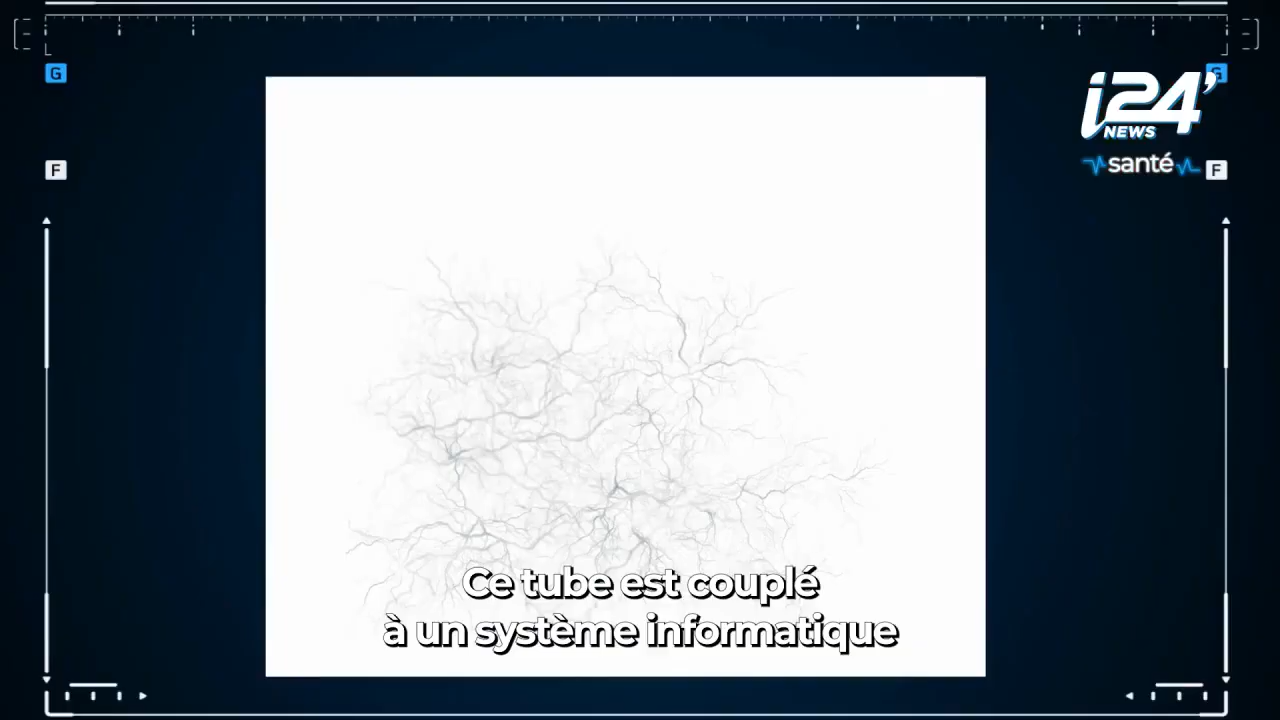 G
G
i24'
NEWS
santé
F
F
Ce tube est couplé
à un système informatique